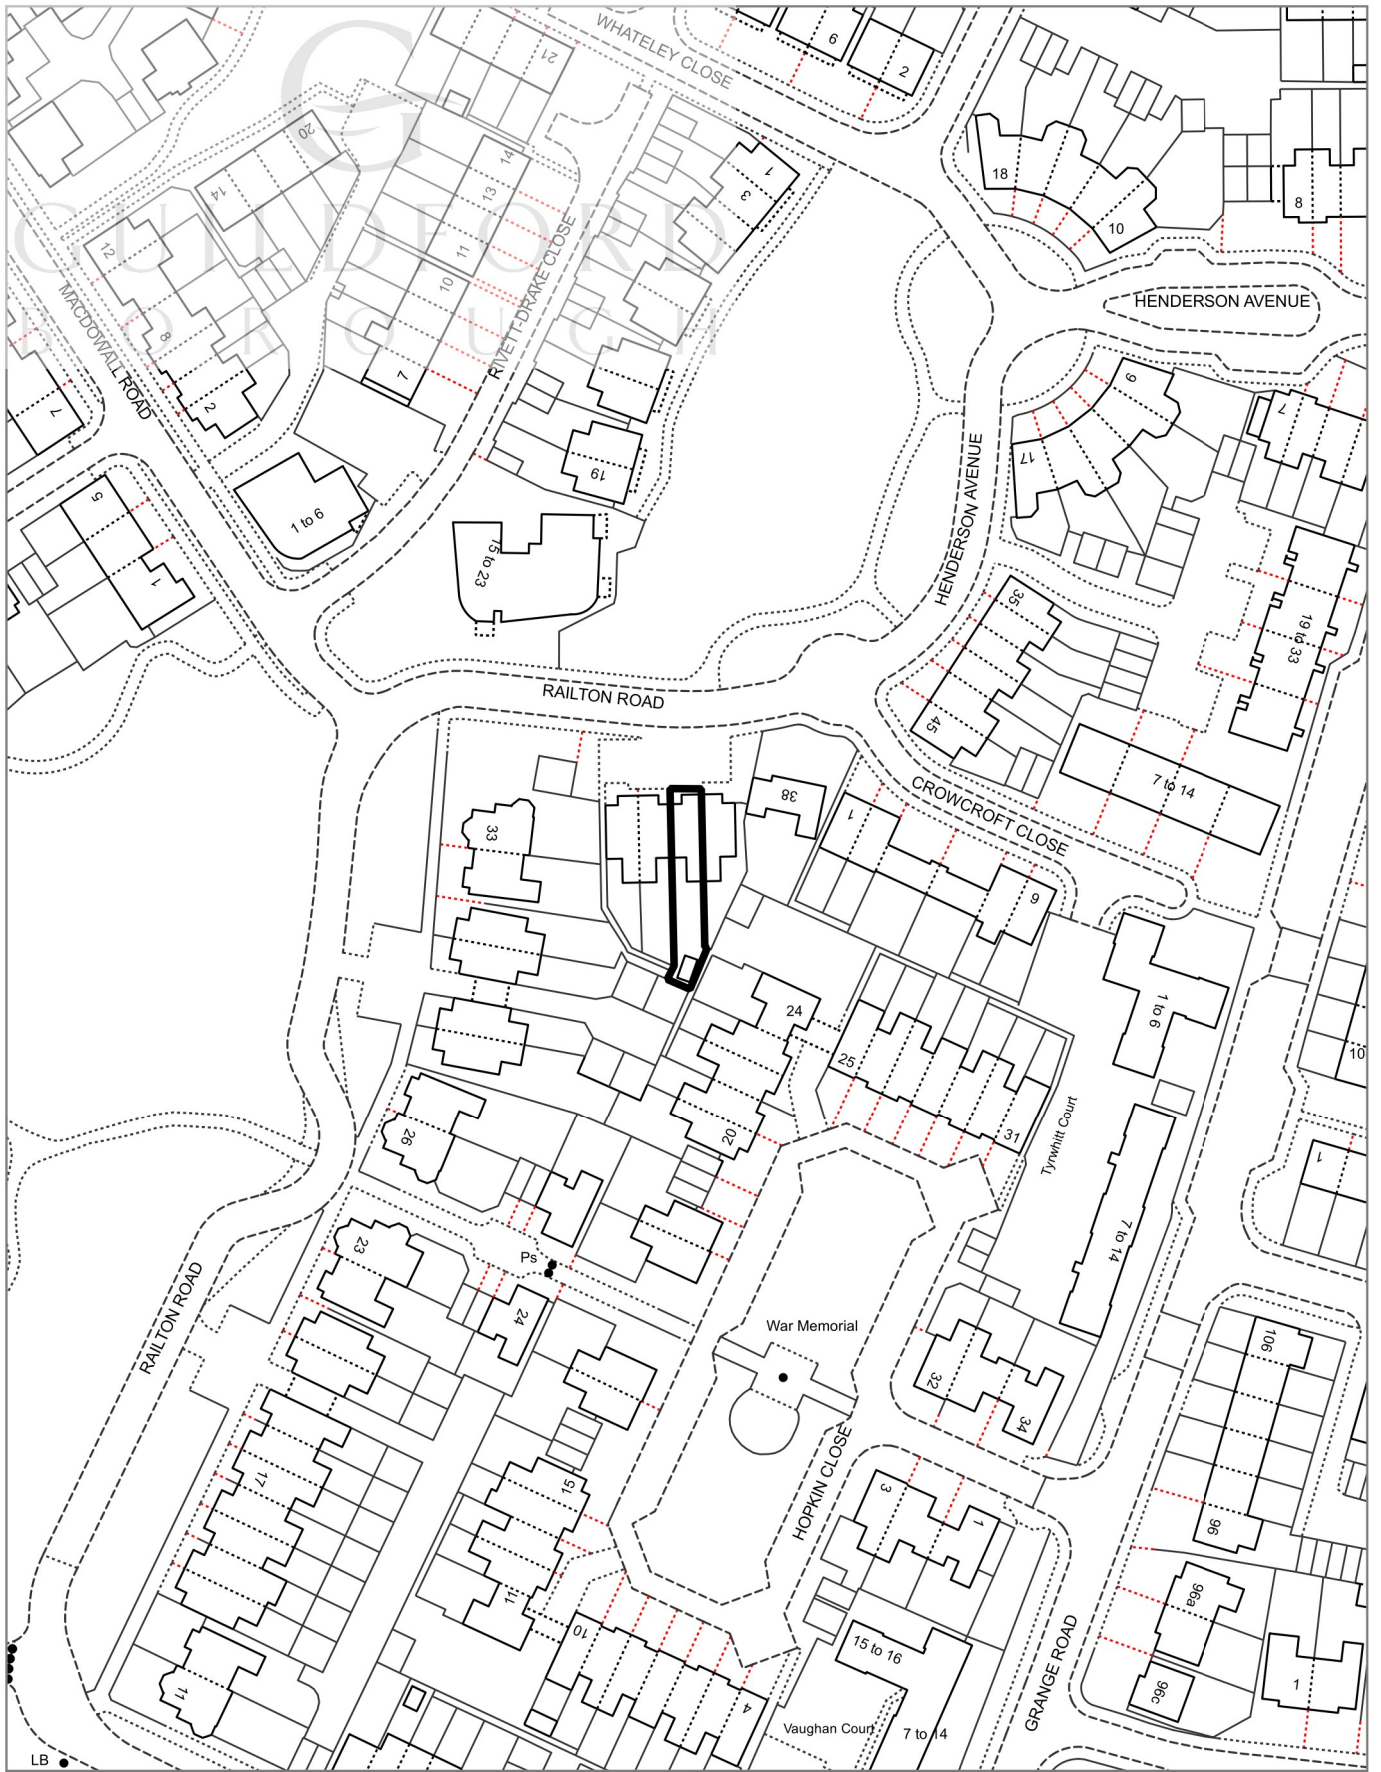 WHATELEY CLOSE
21
6
2
20
14
14
13
11
10
7
1
3
18
10
8
GUILDFORD
BOROUGH
12
8
2
MACDOWALL ROAD
RIVETT-DRAKE CLOSE
HENDERSON AVENUE
7
5
1
1 to 6
19
15 to 23
HENDERSON AVENUE
9
17
7
35
45
19 to 33
7 to 14
RAILTON ROAD
CROWCROFT CLOSE
33
38
1
9
1 to 6
10
24
25
31
20
26
Tyrwhitt Court
7 to 14
1
23
Ps
24
RAILTON ROAD
War Memorial
32
34
106
96
17
15
11
HOPKIN CLOSE
3
1
96a
96c
1
10
4
11
15 to 16
7 to 14
Vaughan Court
GRANGE ROAD
LB